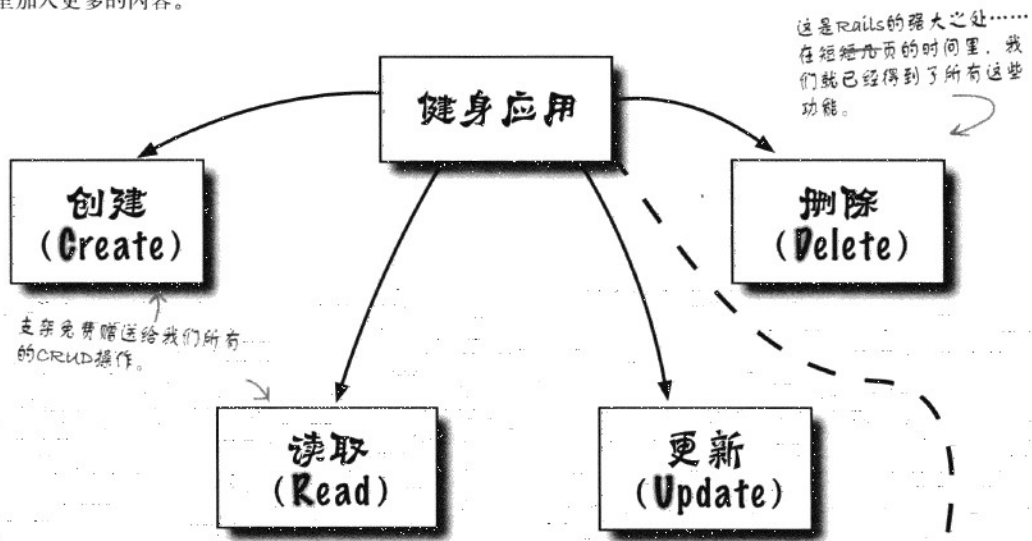 里加入更多的内容。
这是Rails的强大之处……
在短短几页的时间里，我
们就已经得到了所有这些
功能。
健身应用
创建
（Create）
删除
（Delete）
支架免费赠送给我们所有
的CRUD操作。
读取
（Read）
更新
（Update）